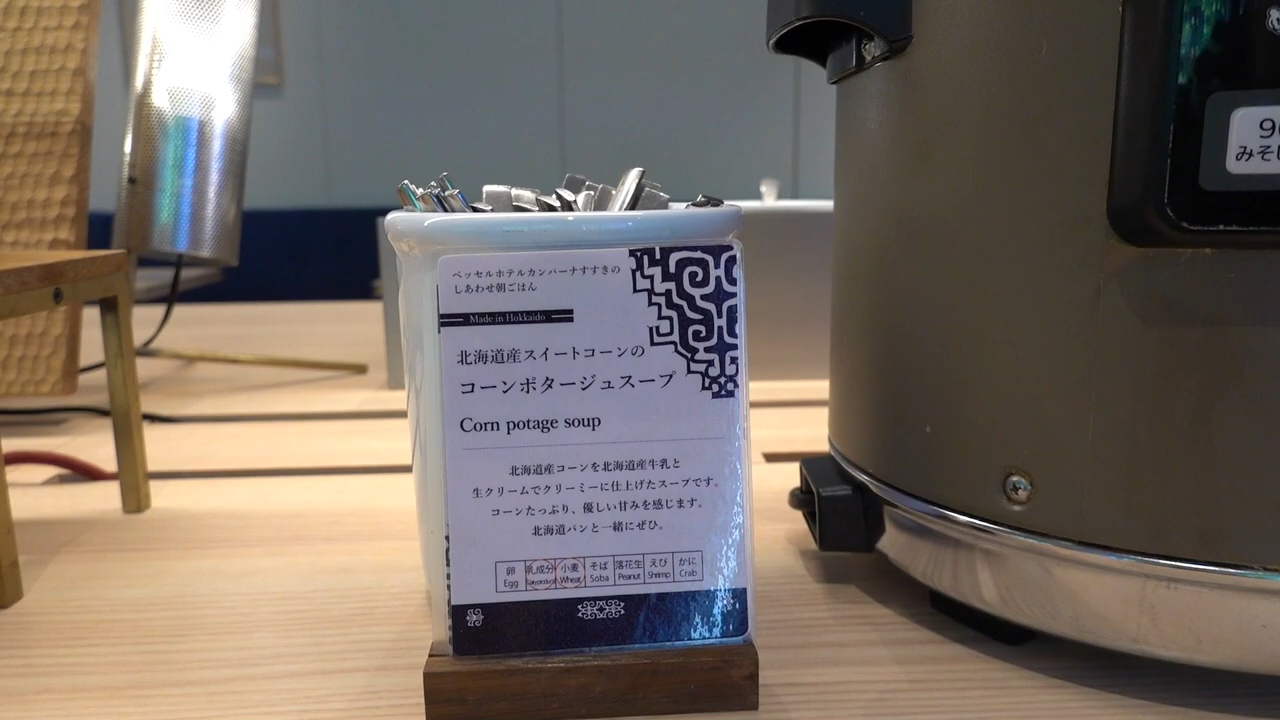 ベッセルホテルカンパーナすすきの
しあわせ朝ごはん
Made in Hokkaido
北海道産スイートコーンの
コーンポタージュスープ
Corn potage soup
北海道産コーンを北海道産牛乳と
生クリームでクリーミーに仕上げたスープです。
コーンたっぷり、優しい甘みを感じます。
北海道パンと一緒にぜひ。
卵 乳成分 小麦 そば 落花生 えび かに
Egg Wheat Soba Peanut Shrimp Crab
みそ